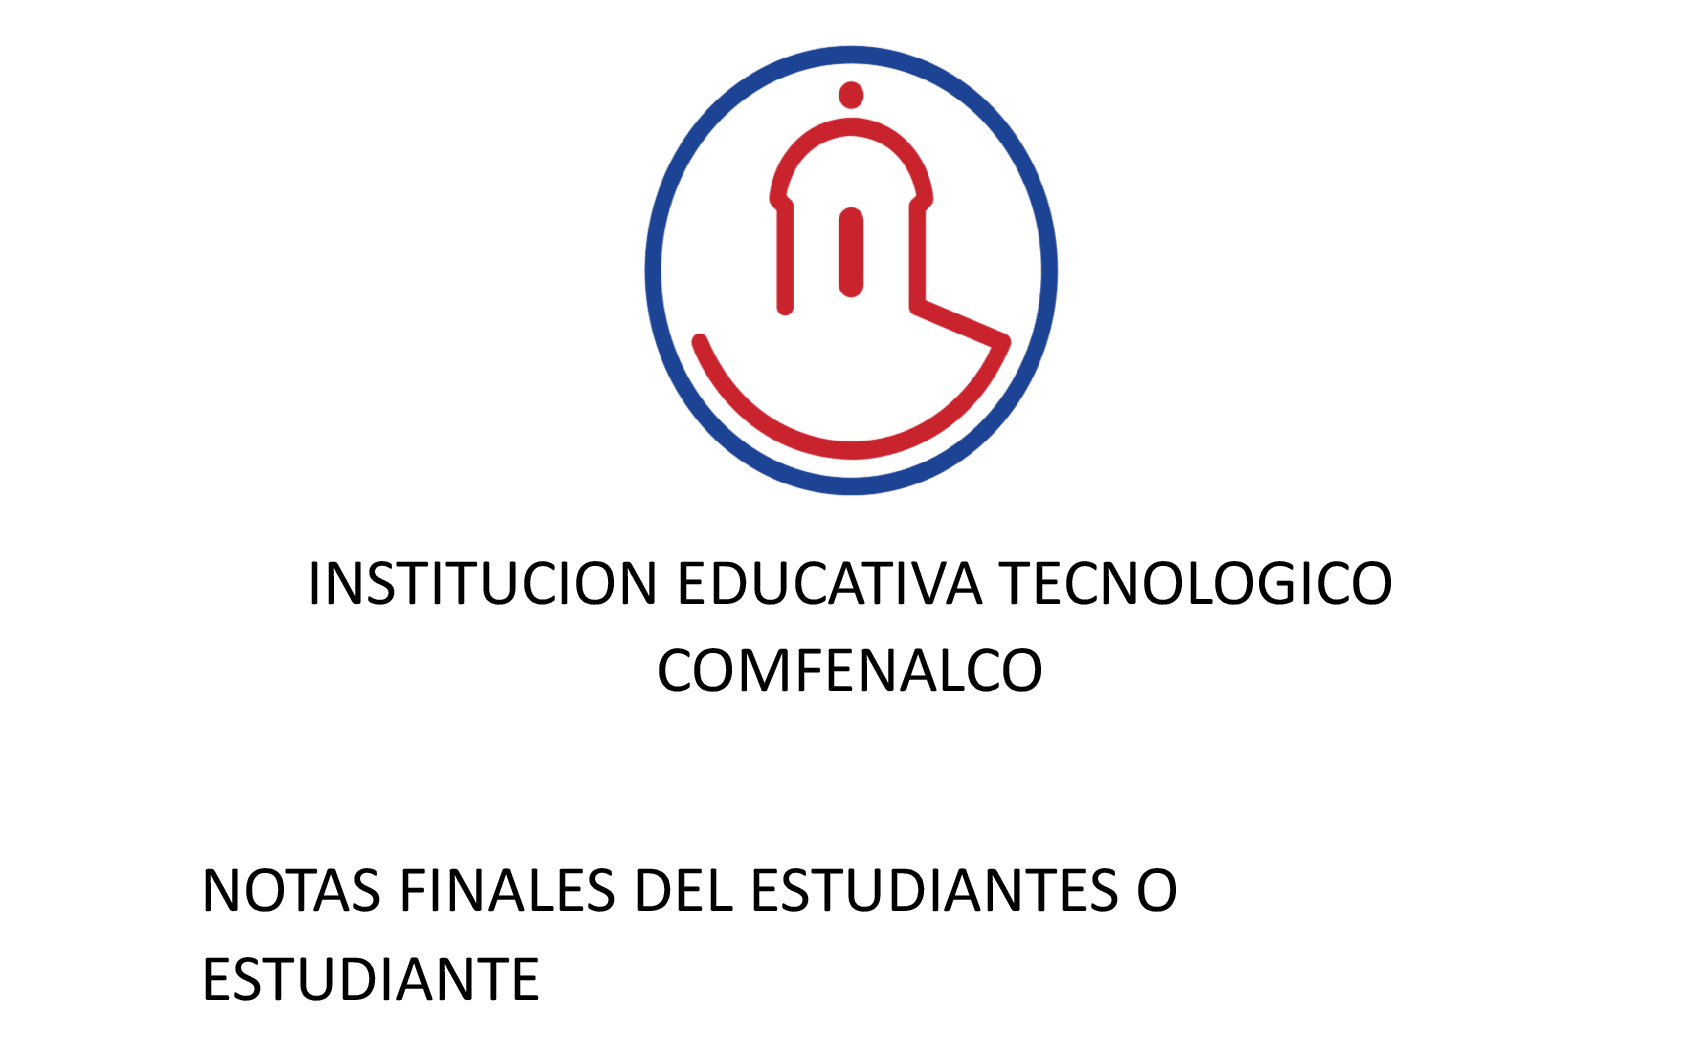 INSTITUCION EDUCATIVA TECNOLOGICO
COMFENALCO
NOTAS FINALES DEL ESTUDIANTES O
ESTUDIANTE